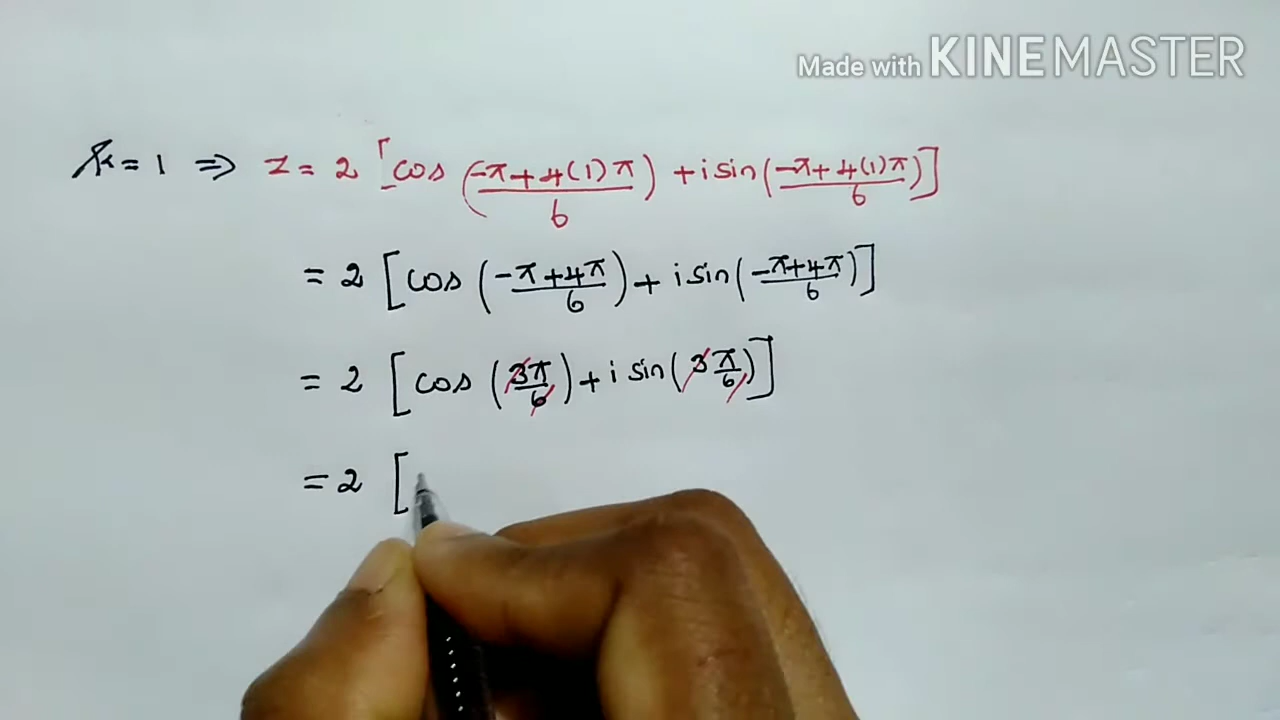 Made with KINEMASTER
k = 1 ⇒ z = 2 [cos (-π+4(1)π/6) + i sin (-π+4(1)π/6)]
= 2 [cos (-π+4π/6) + i sin (-π+4π/6)]
= 2 [cos (3π/6) + i sin (3π/6)]
= 2 [